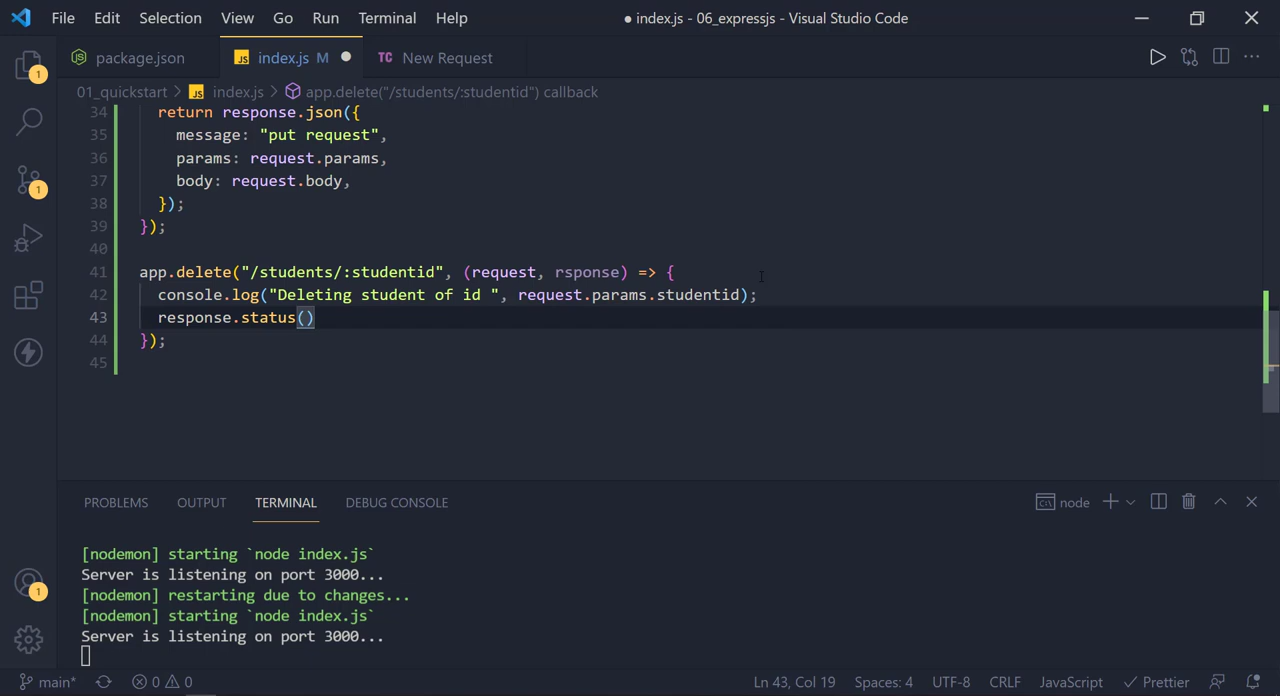 File Edit Selection View Go Run Terminal Help ● index.js - 06_expressjs - Visual Studio Code
package.json JS index.js M TC New Request
01_quickstart > JS index.js > app.delete("/students/:studentid") callback
34 return response.json({
35 message: "put request",
36 params: request.params,
37 body: request.body,
38 });
39 });
40
41 app.delete("/students/:studentid", (request, rsponse) => {
42 console.log("Deleting student of id ", request.params.studentid);
43 response.status()
44 });
45
1
1
1
PROBLEMS OUTPUT TERMINAL DEBUG CONSOLE node
[nodemon] starting `node index.js`
Server is listening on port 3000...
[nodemon] restarting due to changes...
[nodemon] starting `node index.js`
Server is listening on port 3000...
main* 0 0 Ln 43, Col 19 Spaces: 4 UTF-8 CRLF JavaScript Prettier